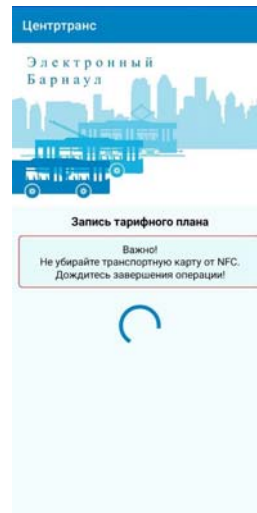 Центртранс
Электронный
Барнаул
Запись тарифного плана
Важно!
Не убирайте транспортную карту от NFC.
Дождитесь завершения операции!